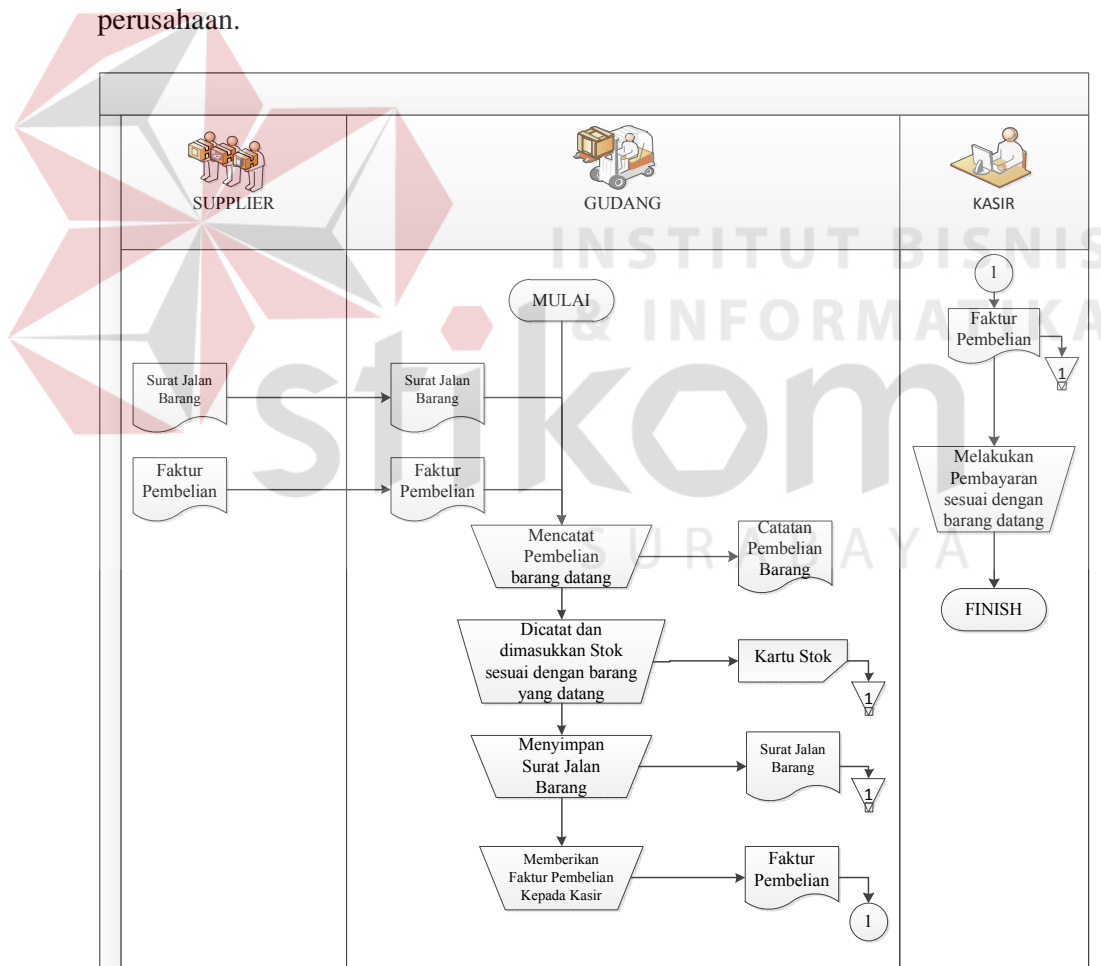 perusahaan.
SUPPLIER
GUDANG
KASIR
INSTITUT BISNIS
& INFORMATIKA
stikom
SURABAYA
MULAI
Surat Jalan
Barang
Surat Jalan
Barang
Faktur
Pembelian
Faktur
Pembelian
Mencatat
Pembelian
barang datang
Catatan
Pembelian
Barang
Dicatat dan
dimasukkan Stok
sesuai dengan barang
yang datang
Kartu Stok
1
Menyimpan
Surat Jalan
Barang
Surat Jalan
Barang
1
Memberikan
Faktur Pembelian
Kepada Kasir
Faktur
Pembelian
1
1
Faktur
Pembelian
1
Melakukan
Pembayaran
sesuai dengan
barang datang
FINISH